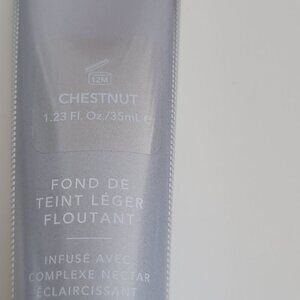 12M
CHESTNUT
1.23 Fl. Oz./35mL e
FOND DE
TEINT LÉGER
FLOUTANT
INFUSÉ AVEC
COMPLEXE NECTAR
ÉCLAIRCISSANT